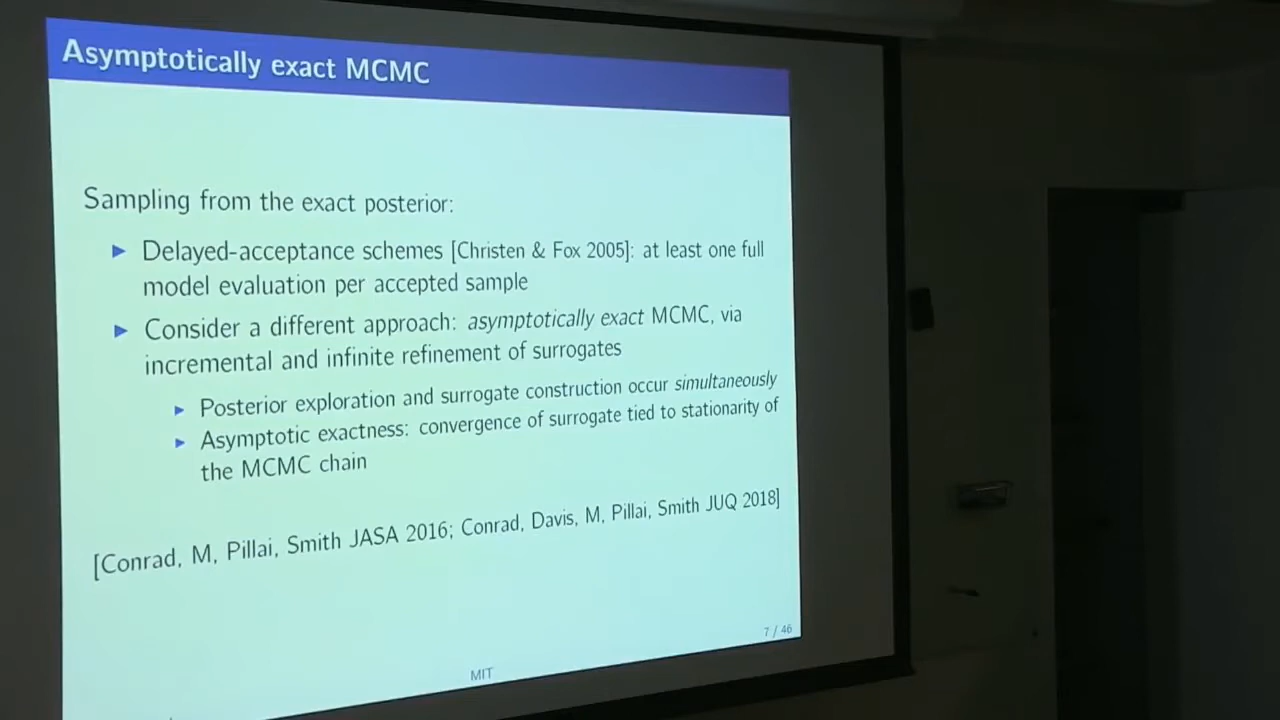 Asymptotically exact MCMC
Sampling from the exact posterior:
Delayed-acceptance schemes [Christen & Fox 2005]: at least one full
model evaluation per accepted sample
Consider a different approach: asymptotically exact MCMC, via
incremental and infinite refinement of surrogates
Posterior exploration and surrogate construction occur simultaneously
Asymptotic exactness: convergence of surrogate tied to stationarity of
the MCMC chain
[Conrad, M, Pillai, Smith JASA 2016; Conrad, Davis, M, Pillai, Smith JUQ 2018]
7 / 46
MIT